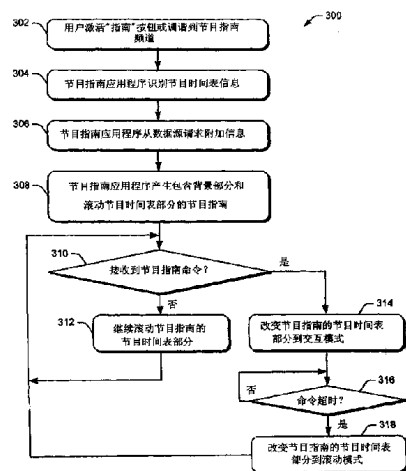 300
302
用户激活"指南"按钮或调谐到节目指南
频道
304
节目指南应用程序识别节目时间表信息
306
节目指南应用程序从数据源请求附加信息
308
节目指南应用程序产生包含背景部分和
滚动节目时间表部分的节目指南
310
接收到节目指南命令?
是
否
312
继续滚动节目指南的
节目时间表部分
314
改变节目指南的节目时间表
部分到交互模式
316
否
命令超时?
是
318
改变节目指南的节目时间表
部分到滚动模式